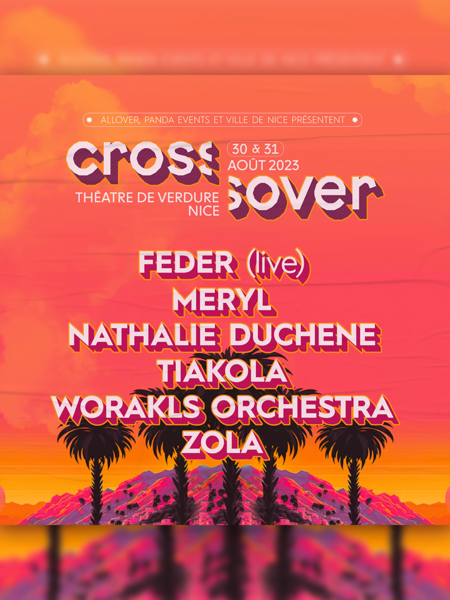 ALLOVER, PANDA EVENTS ET VILLE DE NICE PRÉSENTENT
cross
30 & 31
AOÛT 2023
THÉATRE DE VERDURE
NICE
sover
FEDER (live)
MERYL
NATHALIE DUCHENE
TIAKOLA
WORAKLS ORCHESTRA
ZOLA